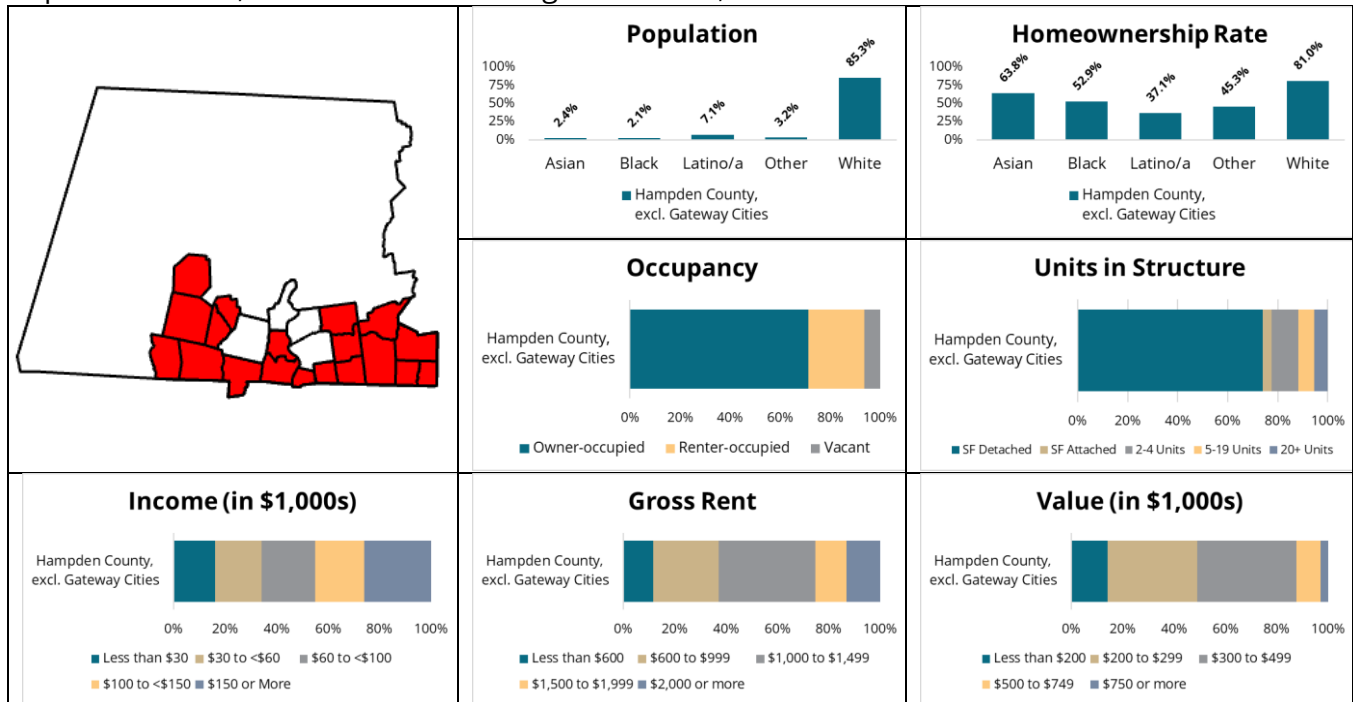 Population
100%
75%
50%
25%
0%
2.4%
2.1%
7.1%
3.2%
85.3%
Asian Black Latino/a Other White
Hampden County,
excl. Gateway Cities
Homeownership Rate
100%
75%
50%
25%
0%
63.8%
52.9%
37.1%
45.3%
81.0%
Asian Black Latino/a Other White
Hampden County,
excl. Gateway Cities
Occupancy
Hampden County,
excl. Gateway Cities
0% 20% 40% 60% 80% 100%
Owner-occupied Renter-occupied Vacant
Units in Structure
Hampden County,
excl. Gateway Cities
0% 20% 40% 60% 80% 100%
SF Detached SF Attached 2-4 Units 5-19 Units 20+ Units
Income (in $1,000s)
Hampden County,
excl. Gateway Cities
0% 20% 40% 60% 80% 100%
Less than $30 $30 to <$60 $60 to <$100
$100 to <$150 $150 or More
Gross Rent
Hampden County,
excl. Gateway Cities
0% 20% 40% 60% 80% 100%
Less than $600 $600 to $999 $1,000 to $1,499
$1,500 to $1,999 $2,000 or more
Value (in $1,000s)
Hampden County,
excl. Gateway Cities
0% 20% 40% 60% 80% 100%
Less than $200 $200 to $299 $300 to $499
$500 to $749 $750 or more